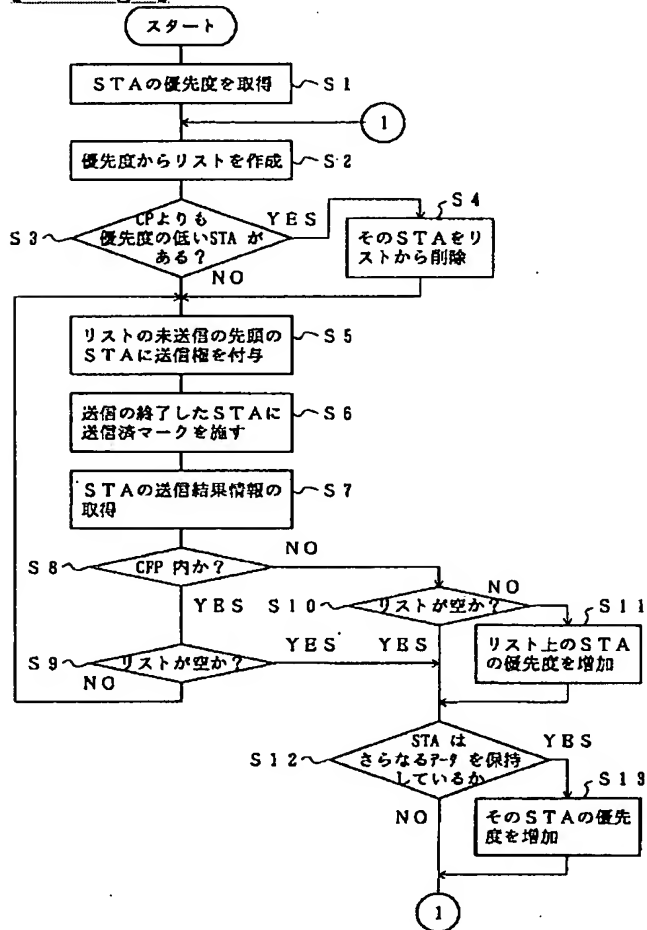 スタート
STAの優先度を取得
S1
1
優先度からリストを作成
S2
S4
CPよりも
優先度の低いSTA が
ある?
YES
S3
そのSTAをリ
ストから削除
NO
リストの未送信の先頭の
STAに送信権を付与
S5
送信の終了したSTAに
送信済マークを施す
S6
STAの送信結果情報の
取得
S7
NO
S8
CFP 内か?
NO
YES
S10
リストが空か?
S11
S9
リストが空か?
YES
YES
リスト上のSTA
の優先度を増加
NO
STA は
さらなるデータ を保持
しているか
YES
S12
S13
NO
そのSTAの優先
度を増加
1